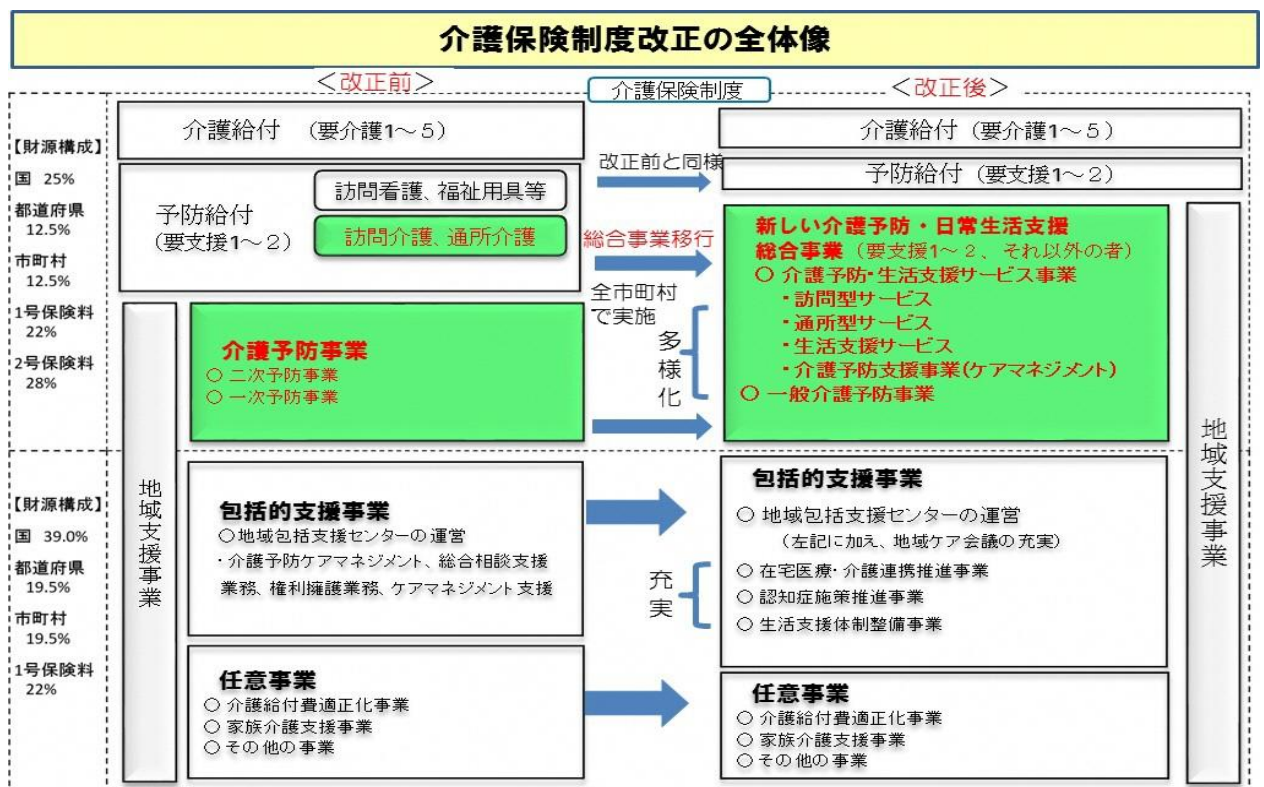 介護保険制度改正の全体像
＜改正前＞
介護保険制度
＜改正後＞
【財源構成】
国 25%
都道府県
12.5%
市町村
12.5%
1号保険料
22%
2号保険料
28%
介護給付 （要介護1～5）
予防給付
（要支援1～2）
訪問看護、福祉用具等
訪問介護、通所介護
介護予防事業
○ 二次予防事業
○ 一次予防事業
改正前と同様
総合事業移行
全市町村
で実施
多
様
化
介護給付（要介護1～5）
予防給付（要支援1～2）
新しい介護予防・日常生活支援
総合事業（要支援1～2、それ以外の者）
○ 介護予防・生活支援サービス事業
・訪問型サービス
・通所型サービス
・生活支援サービス
・介護予防支援事業(ケアマネジメント)
○ 一般介護予防事業
【財源構成】
国 39.0%
都道府県
19.5%
市町村
19.5%
1号保険料
22%
地域支援事業
包括的支援事業
○地域包括支援センターの運営
・介護予防ケアマネジメント、総合相談支援
業務、権利擁護業務、ケアマネジメント支援
任意事業
○ 介護給付費適正化事業
○ 家族介護支援事業
○ その他の事業
充
実
包括的支援事業
○ 地域包括支援センターの運営
（左記に加え、地域ケア会議の充実）
○ 在宅医療・介護連携推進事業
○ 認知症施策推進事業
○ 生活支援体制整備事業
任意事業
○ 介護給付費適正化事業
○ 家族介護支援事業
○ その他の事業
地域支援事業